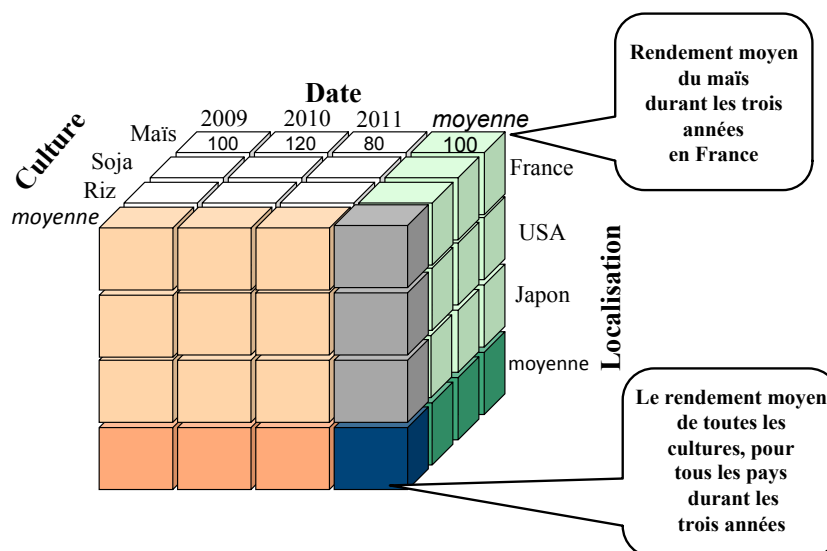 Rendement moyen
du maïs
durant les trois
années
en France
Date
2009 2010 2011 moyenne
Culture
Maïs
100 120 80 100
Soja
France
Riz
moyenne
USA
Japon
Localisation
moyenne
Le rendement moyen
de toutes les
cultures, pour
tous les pays
durant les
trois années